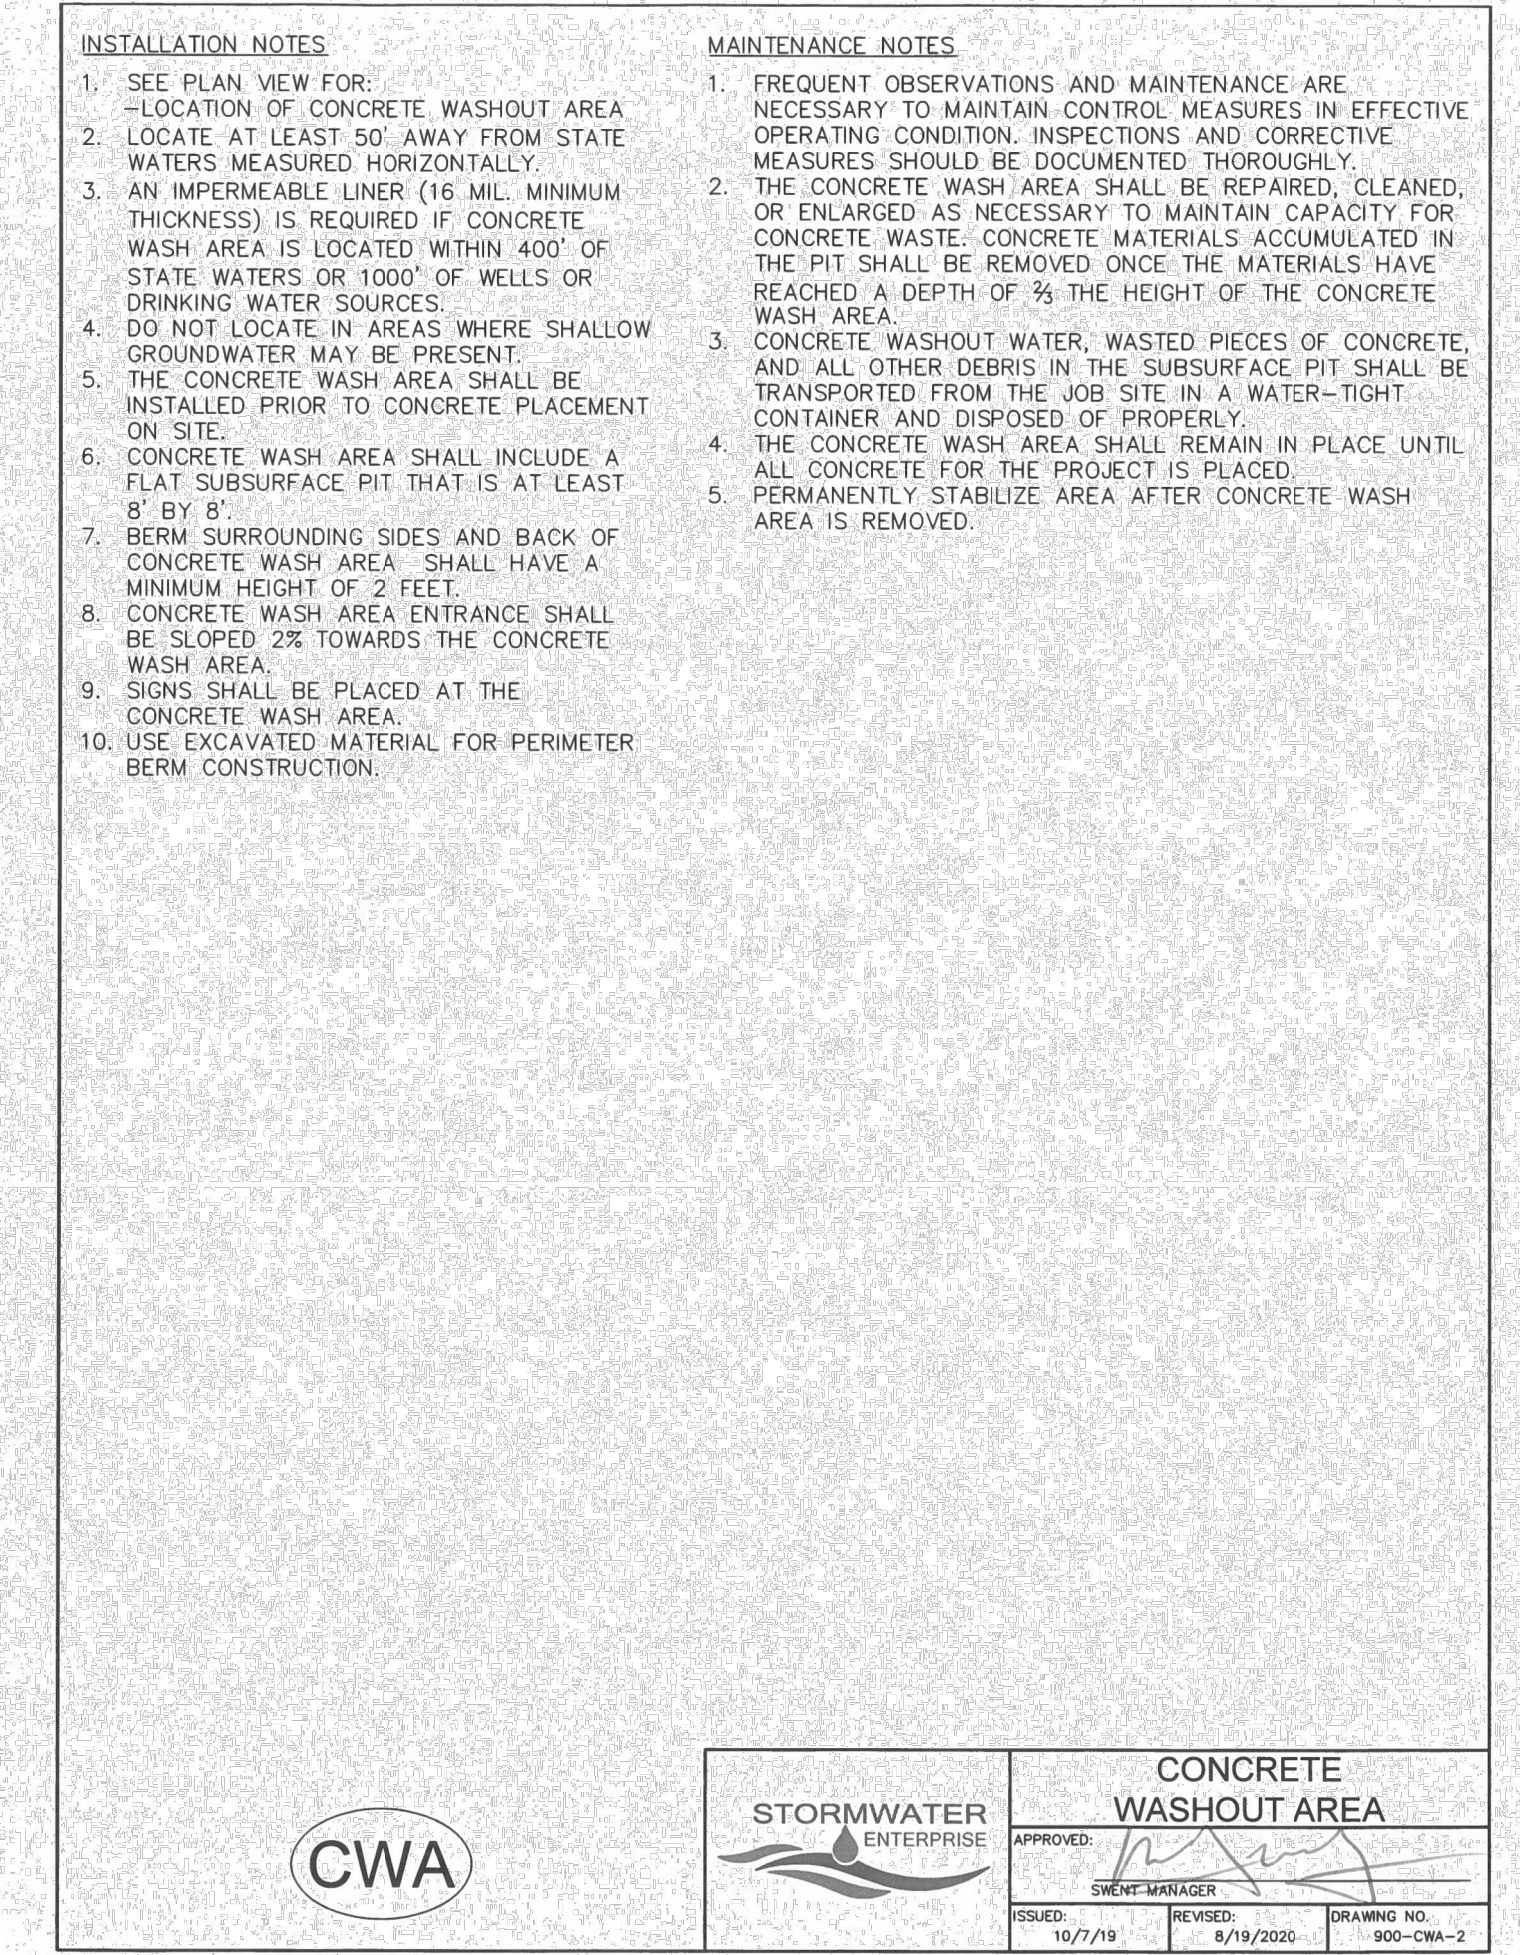 INSTALLATION NOTES
1. SEE PLAN VIEW FOR:
-LOCATION OF CONCRETE WASHOUT AREA
2. LOCATE AT LEAST 50' AWAY FROM STATE
WATERS MEASURED HORIZONTALLY.
3. AN IMPERMEABLE LINER (16 MIL. MINIMUM
THICKNESS) IS REQUIRED IF CONCRETE
WASH AREA IS LOCATED WITHIN 400' OF
STATE WATERS OR 1000' OF WELLS OR
DRINKING WATER SOURCES.
4. DO NOT LOCATE IN AREAS WHERE SHALLOW
GROUNDWATER MAY BE PRESENT.
5. THE CONCRETE WASH AREA SHALL BE
INSTALLED PRIOR TO CONCRETE PLACEMENT
ON SITE.
6. CONCRETE WASH AREA SHALL INCLUDE A
FLAT SUBSURFACE PIT THAT IS AT LEAST
8' BY 8'.
7. BERM SURROUNDING SIDES AND BACK OF
CONCRETE WASH AREA SHALL HAVE A
MINIMUM HEIGHT OF 2 FEET.
8. CONCRETE WASH AREA ENTRANCE SHALL
BE SLOPED 2% TOWARDS THE CONCRETE
WASH AREA.
9. SIGNS SHALL BE PLACED AT THE
CONCRETE WASH AREA.
10. USE EXCAVATED MATERIAL FOR PERIMETER
BERM CONSTRUCTION.
MAINTENANCE NOTES
1. FREQUENT OBSERVATIONS AND MAINTENANCE ARE
NECESSARY TO MAINTAIN CONTROL MEASURES IN EFFECTIVE
OPERATING CONDITION. INSPECTIONS AND CORRECTIVE
MEASURES SHOULD BE DOCUMENTED THOROUGHLY.
2. THE CONCRETE WASH AREA SHALL BE REPAIRED, CLEANED,
OR ENLARGED AS NECESSARY TO MAINTAIN CAPACITY FOR
CONCRETE WASTE. CONCRETE MATERIALS ACCUMULATED IN
THE PIT SHALL BE REMOVED ONCE THE MATERIALS HAVE
REACHED A DEPTH OF ⅔ THE HEIGHT OF THE CONCRETE
WASH AREA.
3. CONCRETE WASHOUT WATER, WASTED PIECES OF CONCRETE,
AND ALL OTHER DEBRIS IN THE SUBSURFACE PIT SHALL BE
TRANSPORTED FROM THE JOB SITE IN A WATER-TIGHT
CONTAINER AND DISPOSED OF PROPERLY.
4. THE CONCRETE WASH AREA SHALL REMAIN IN PLACE UNTIL
ALL CONCRETE FOR THE PROJECT IS PLACED.
5. PERMANENTLY STABILIZE AREA AFTER CONCRETE WASH
AREA IS REMOVED.
CWA
STORMWATER
ENTERPRISE
CONCRETE
WASHOUT AREA
APPROVED:
SWENT MANAGER
ISSUED:
10/7/19
REVISED:
8/19/2020
DRAWING NO.
900-CWA-2